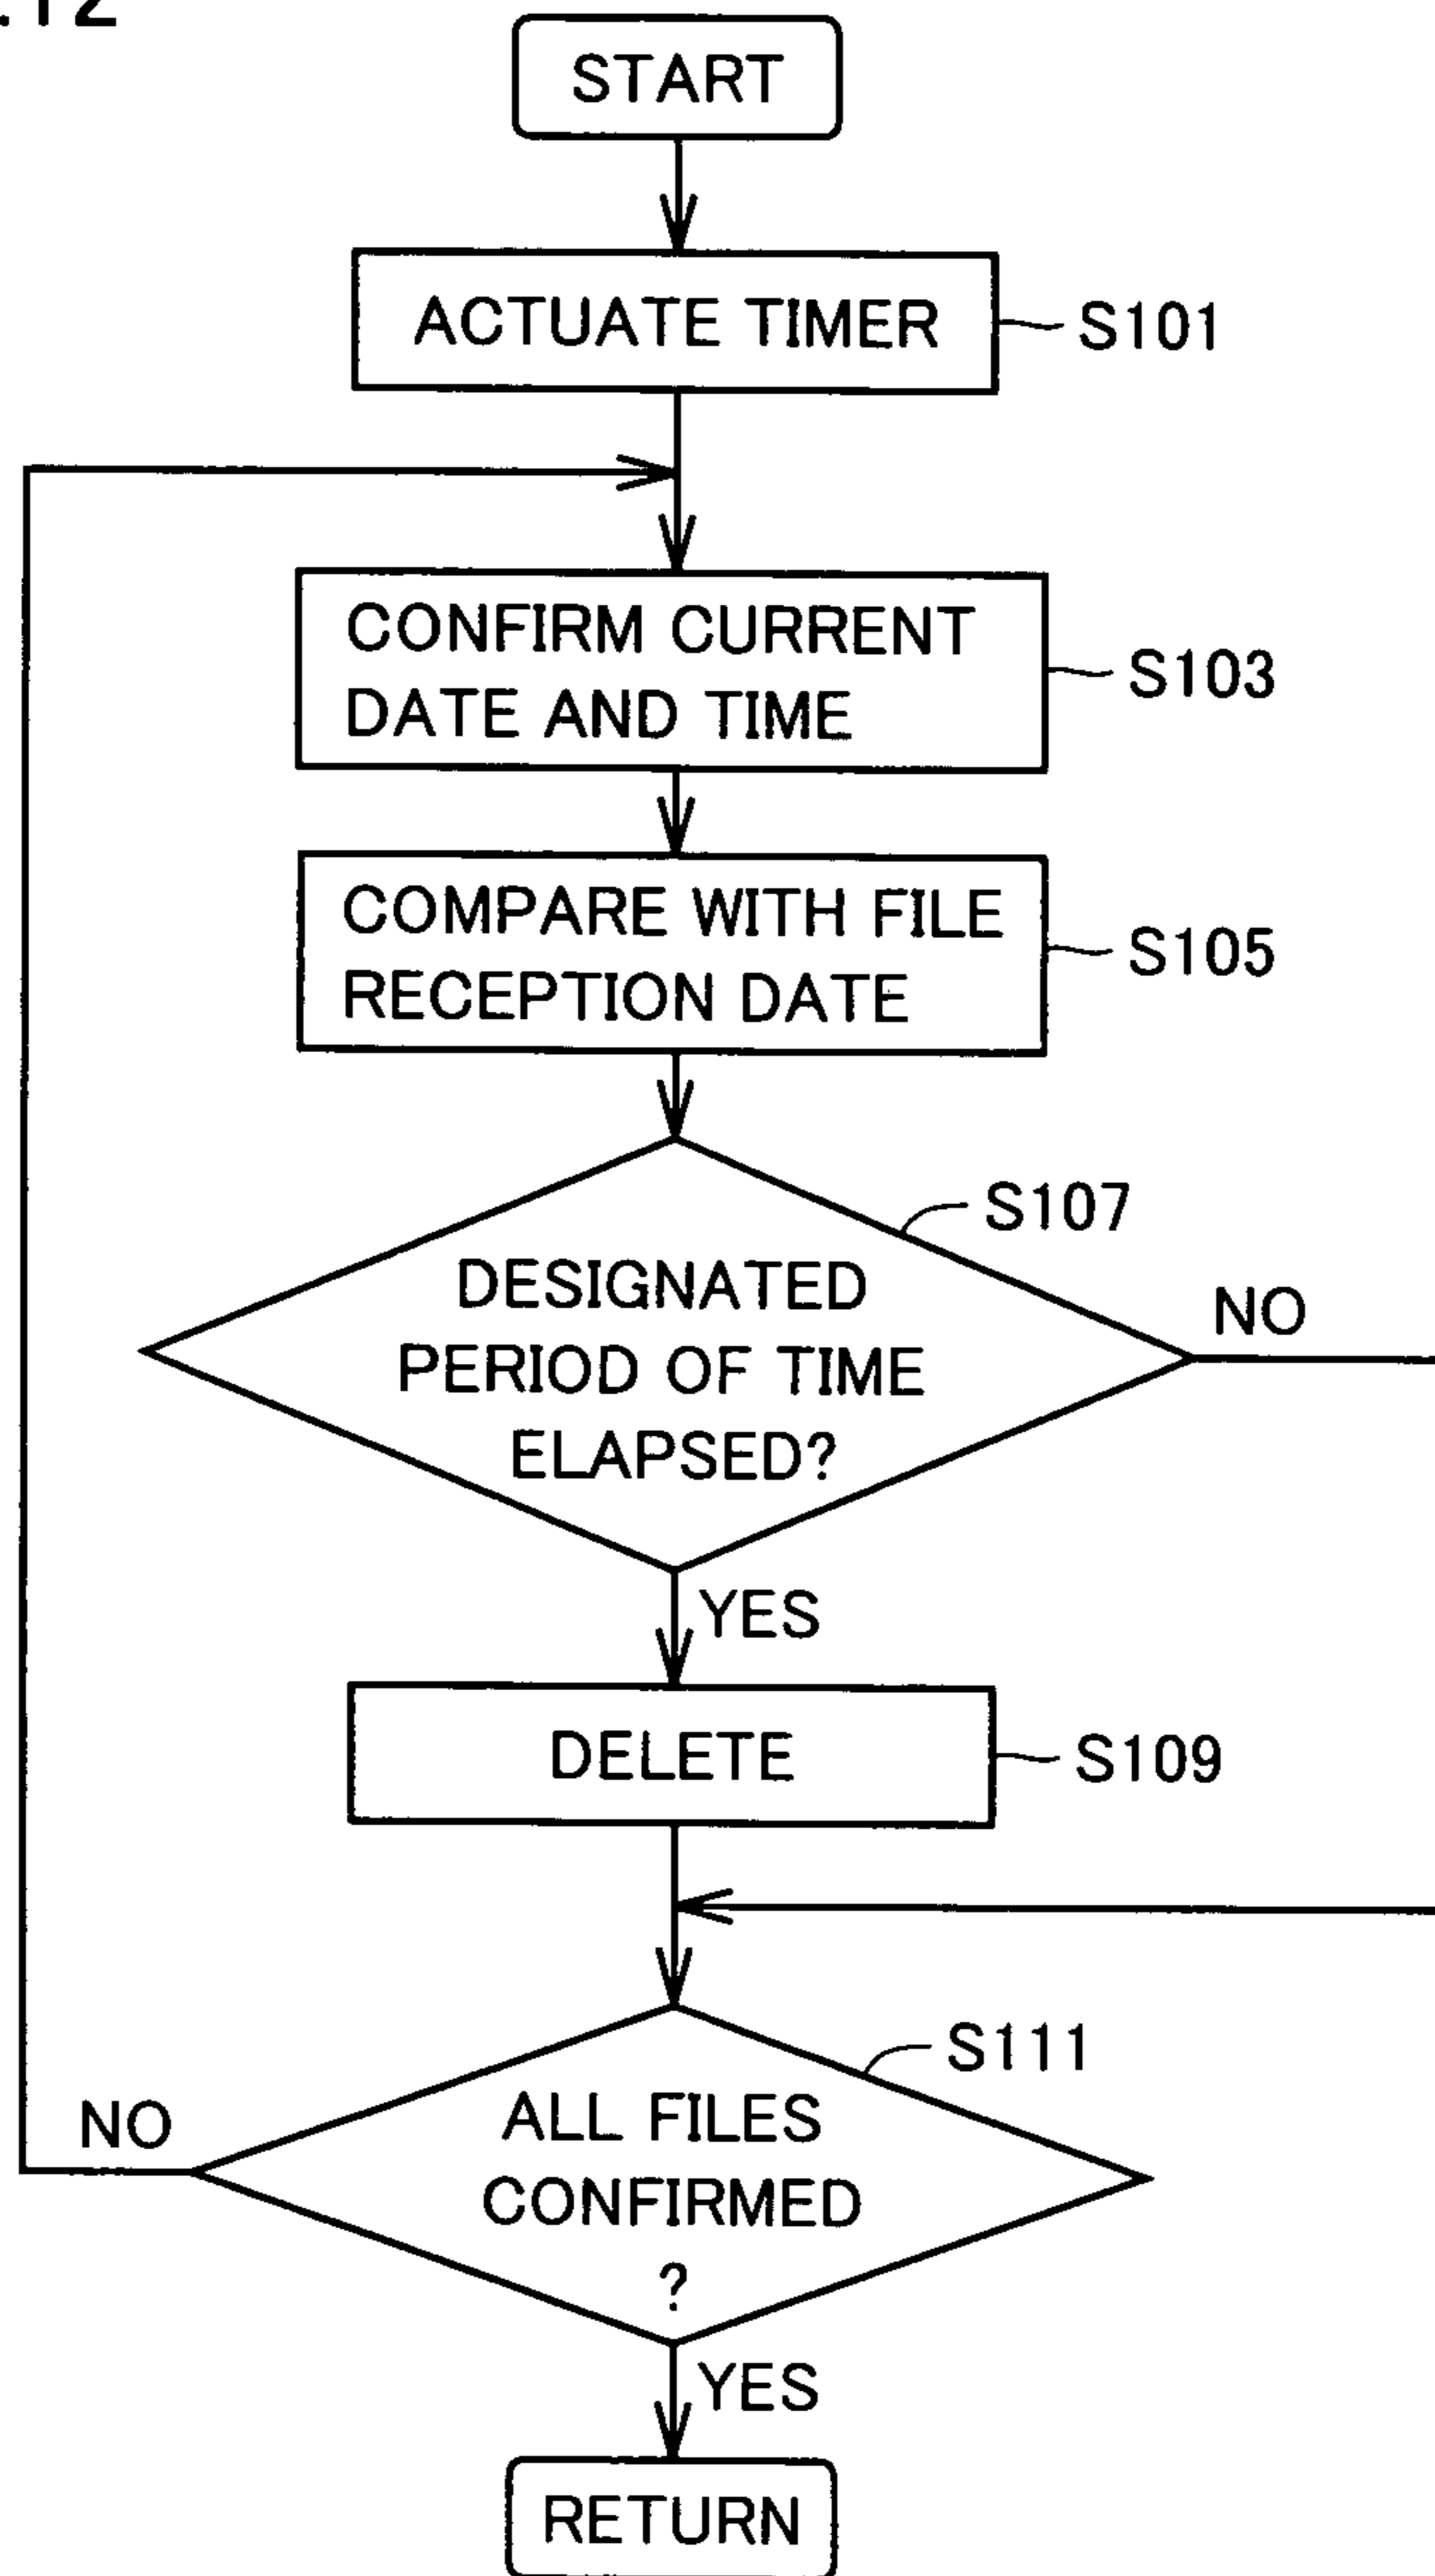 .12
START
ACTUATE TIMER
S101
CONFIRM CURRENT
DATE AND TIME
S103
COMPARE WITH FILE
RECEPTION DATE
S105
S107
DESIGNATED
PERIOD OF TIME
ELAPSED?
NO
YES
DELETE
S109
S111
ALL FILES
CONFIRMED
?
NO
YES
RETURN